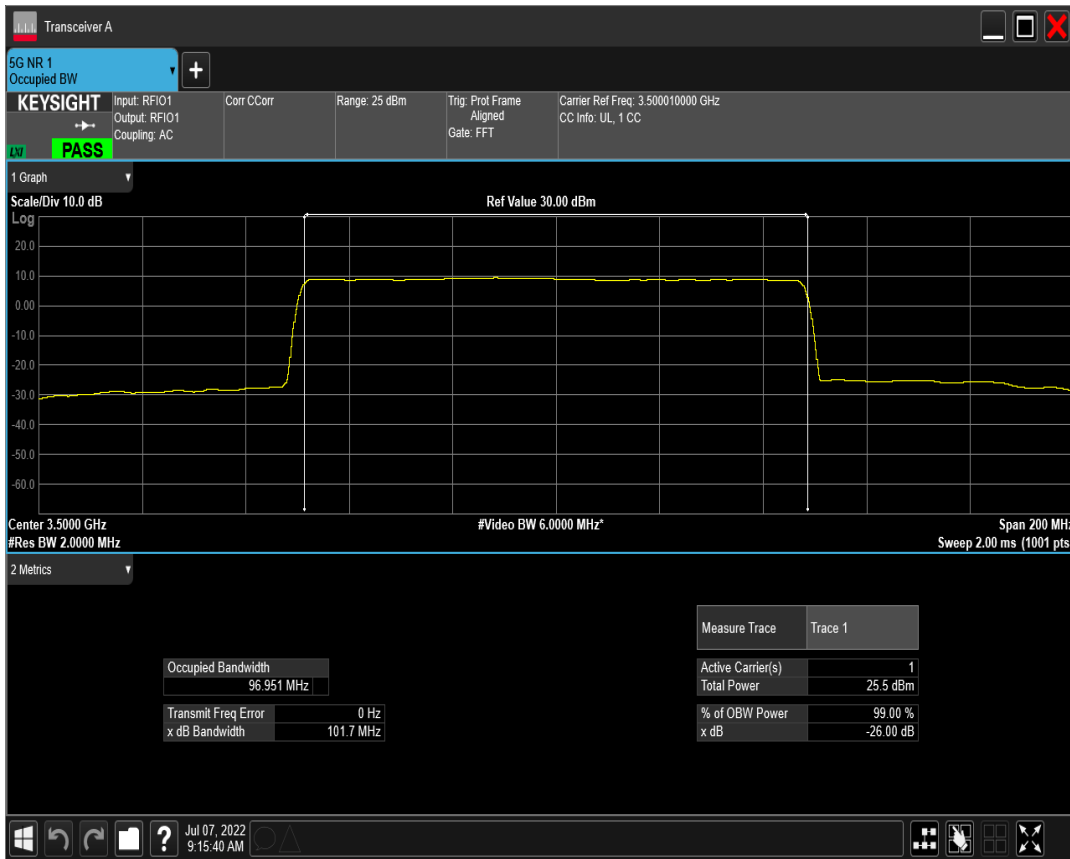 Transceiver A
5G NR 1
Occupied BW
+
KEYSIGHT
LXI
PASS
Input: RFIO1
Output: RFIO1
Coupling: AC
Corr CCorr
Range: 25 dBm
Trig: Prot Frame
Aligned
Gate: FFT
Carrier Ref Freq: 3.500010000 GHz
CC Info: UL, 1 CC
1 Graph
Scale/Div 10.0 dB
Ref Value 30.00 dBm
Log
20.0
10.0
0.00
-10.0
-20.0
-30.0
-40.0
-50.0
-60.0
Center 3.5000 GHz
#Video BW 6.0000 MHz*
Span 200 MHz
#Res BW 2.0000 MHz
Sweep 2.00 ms (1001 pts
2 Metrics
Measure Trace Trace 1
Occupied Bandwidth
96.951 MHz
Active Carrier(s) 1
Total Power 25.5 dBm
Transmit Freq Error 0 Hz
x dB Bandwidth 101.7 MHz
% of OBW Power 99.00 %
x dB -26.00 dB
?
Jul 07, 2022
9:15:40 AM